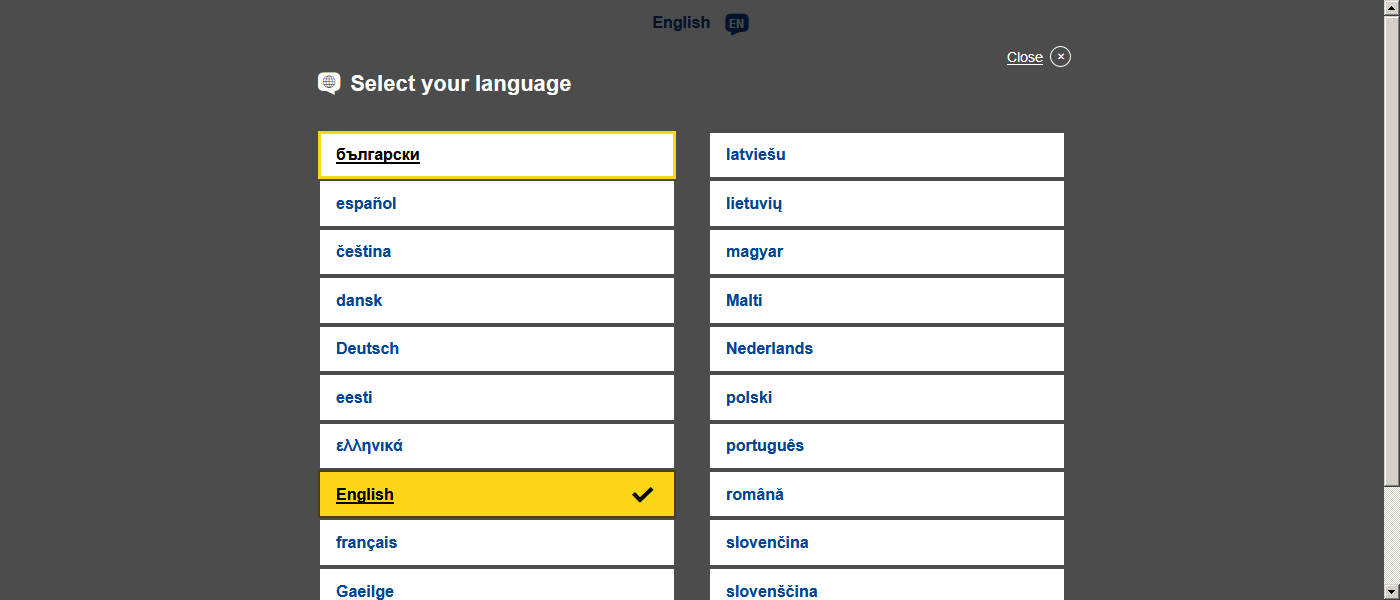 English EN
Close
Select your language
български
español
čeština
dansk
Deutsch
eesti
ελληνικά
English
français
Gaeilge
latviešu
lietuvių
magyar
Malti
Nederlands
polski
português
română
slovenčina
slovenščina